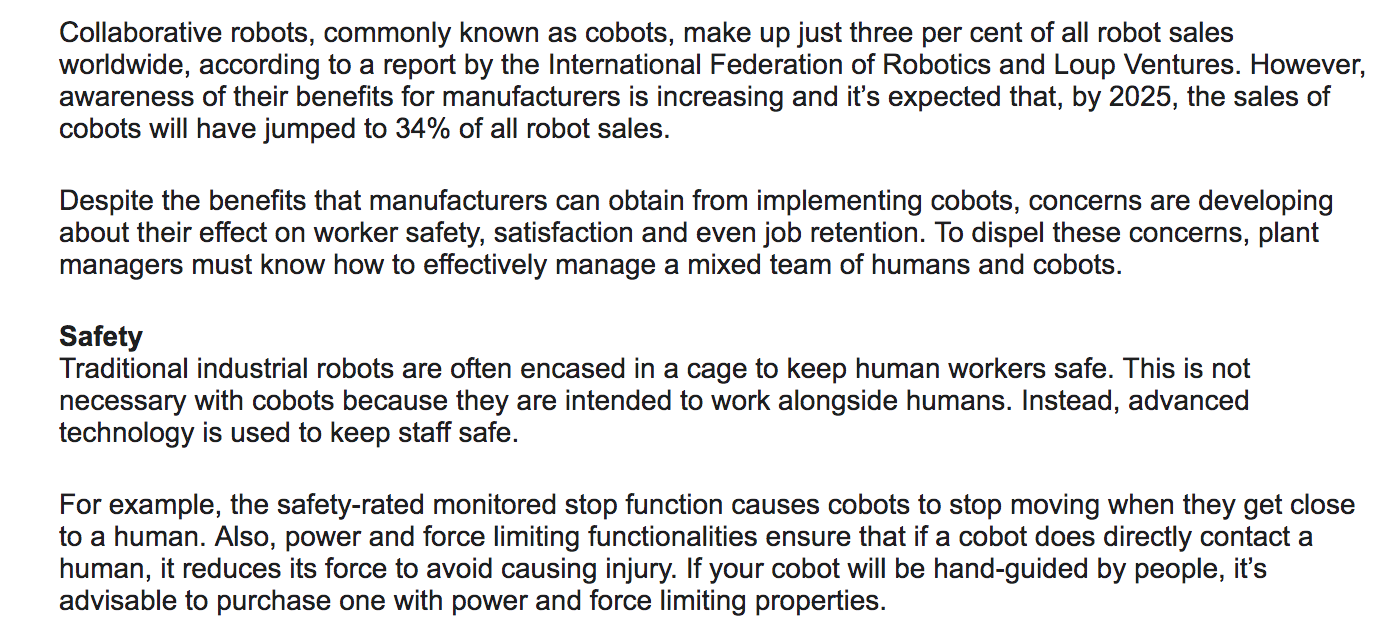 Collaborative robots, commonly known as cobots, make up just three per cent of all robot sales
worldwide, according to a report by the International Federation of Robotics and Loup Ventures. However,
awareness of their benefits for manufacturers is increasing and it’s expected that, by 2025, the sales of
cobots will have jumped to 34% of all robot sales.
Despite the benefits that manufacturers can obtain from implementing cobots, concerns are developing
about their effect on worker safety, satisfaction and even job retention. To dispel these concerns, plant
managers must know how to effectively manage a mixed team of humans and cobots.
Safety
Traditional industrial robots are often encased in a cage to keep human workers safe. This is not
necessary with cobots because they are intended to work alongside humans. Instead, advanced
technology is used to keep staff safe.
For example, the safety-rated monitored stop function causes cobots to stop moving when they get close
to a human. Also, power and force limiting functionalities ensure that if a cobot does directly contact a
human, it reduces its force to avoid causing injury. If your cobot will be hand-guided by people, it’s
advisable to purchase one with power and force limiting properties.